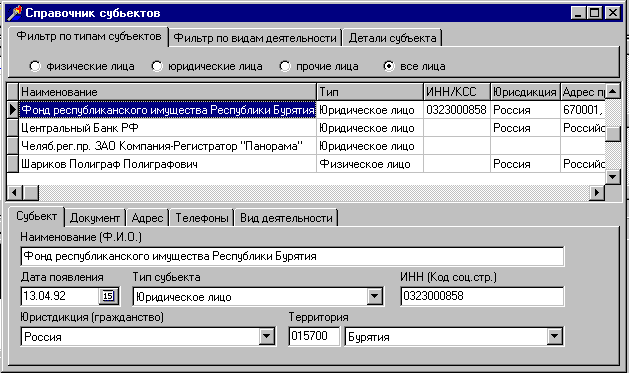 Справочник субъектов
Фильтр по типам субъектов Фильтр по видам деятельности Детали субъекта
физические лица юридические лица прочие лица все лица
Наименование Тип ИНН/КСС Юрисдикция Адрес пр
Фонд республиканского имущества Республики Бурятия Юридическое лицо 0323000858 Россия 670001,
Центральный Банк РФ Юридическое лицо Россия Российс
Челяб.рег.пр. ЗАО Компания-Регистратор "Панорама" Юридическое лицо
Шариков Полиграф Полиграфович Физическое лицо Россия Россия
Субъект Документ Адрес Телефоны Вид деятельности
Наименование (Ф.И.О.)
Фонд республиканского имущества Республики Бурятия
Дата появления Тип субъекта ИНН (Код соц.стр.)
13.04.92 15 Юридическое лицо 0323000858
Юристдикция (гражданство) Территория
Россия 015700 Бурятия